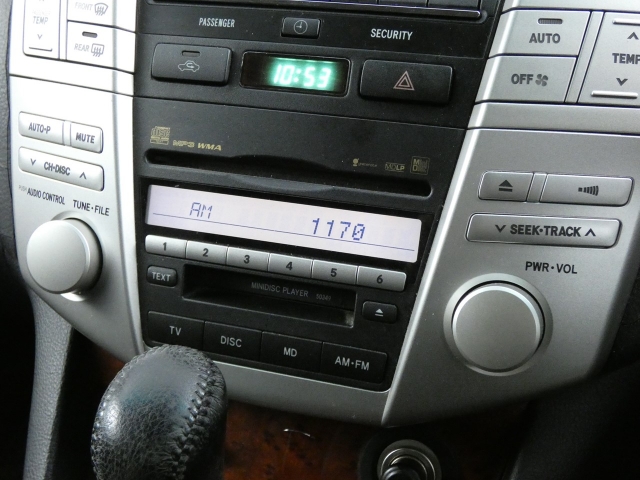 PASSENGER
SECURITY
FRONT
TEMP
REAR
AUTO
TEMP
OFF
10:53
AUTO-P
MUTE
MP3 WMA
MDLP
∨ CH•DISC ∧
AUDIO CONTROL
TUNE•FILE
AM
1170
∨ SEEK•TRACK ∧
PWR•VOL
1
2
3
4
5
6
TEXT
MINIDISC PLAYER
TV
DISC
MD
AM•FM